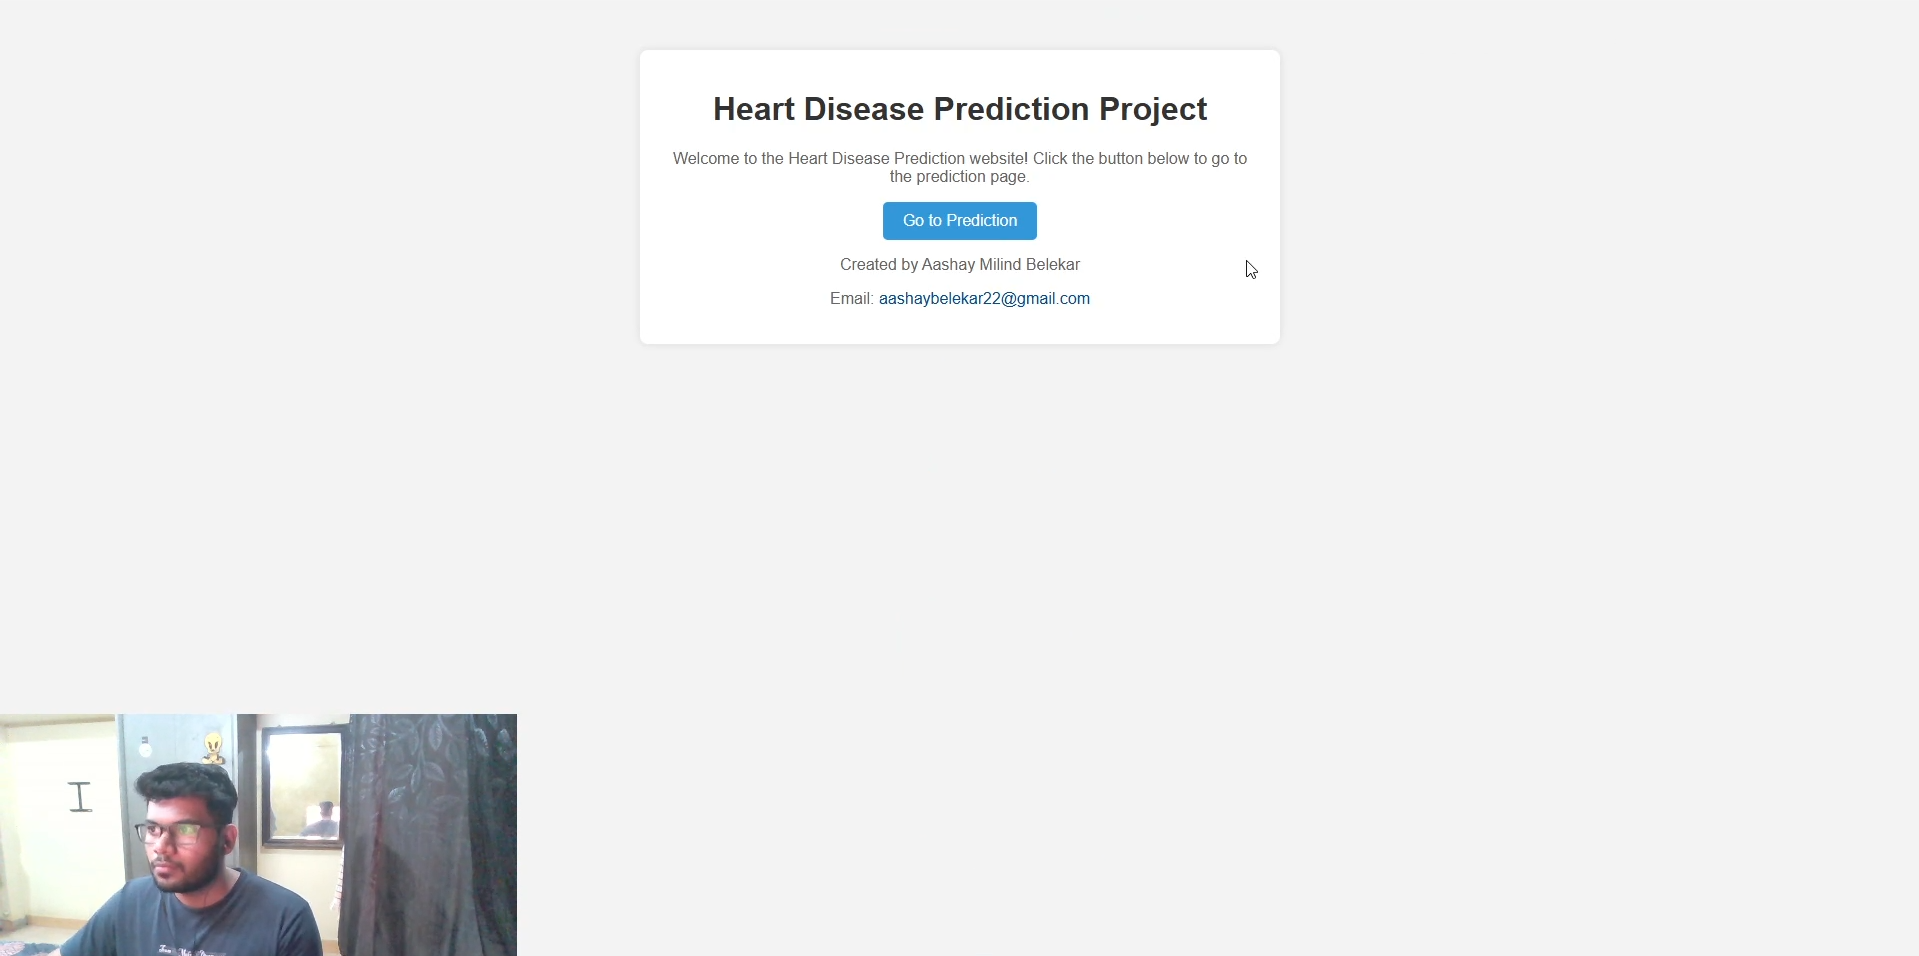 Heart Disease Prediction Project
Welcome to the Heart Disease Prediction website! Click the button below to go to
the prediction page.
Go to Prediction
Created by Aashay Milind Belekar
Email: aashaybelekar22@gmail.com